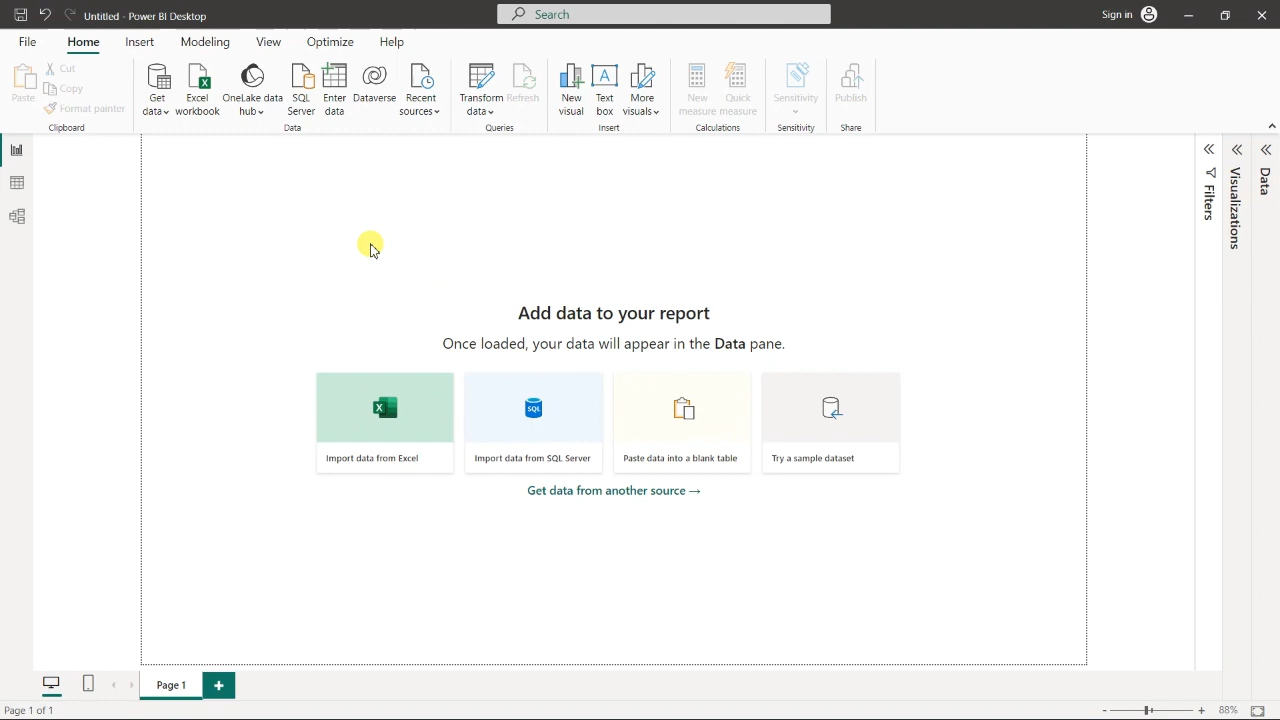 Untitled - Power BI Desktop
Search
Sign in
File
Home
Insert
Modeling
View
Optimize
Help
Paste
Cut
Copy
Format painter
Clipboard
Get data
Excel workbook
OneLake data hub
SQL Server
Enter data
Dataverse
Recent sources
Data
Transform data
Refresh
Queries
New visual
Text box
More visuals
Insert
New measure
Quick measure
Calculations
Sensitivity
Sensitivity
Publish
Share
Filters
Visualizations
Data
Add data to your report
Once loaded, your data will appear in the Data pane.
SQL
Import data from Excel
Import data from SQL Server
Paste data into a blank table
Try a sample dataset
Get data from another source →
Page 1
Page 1 of 1
88%